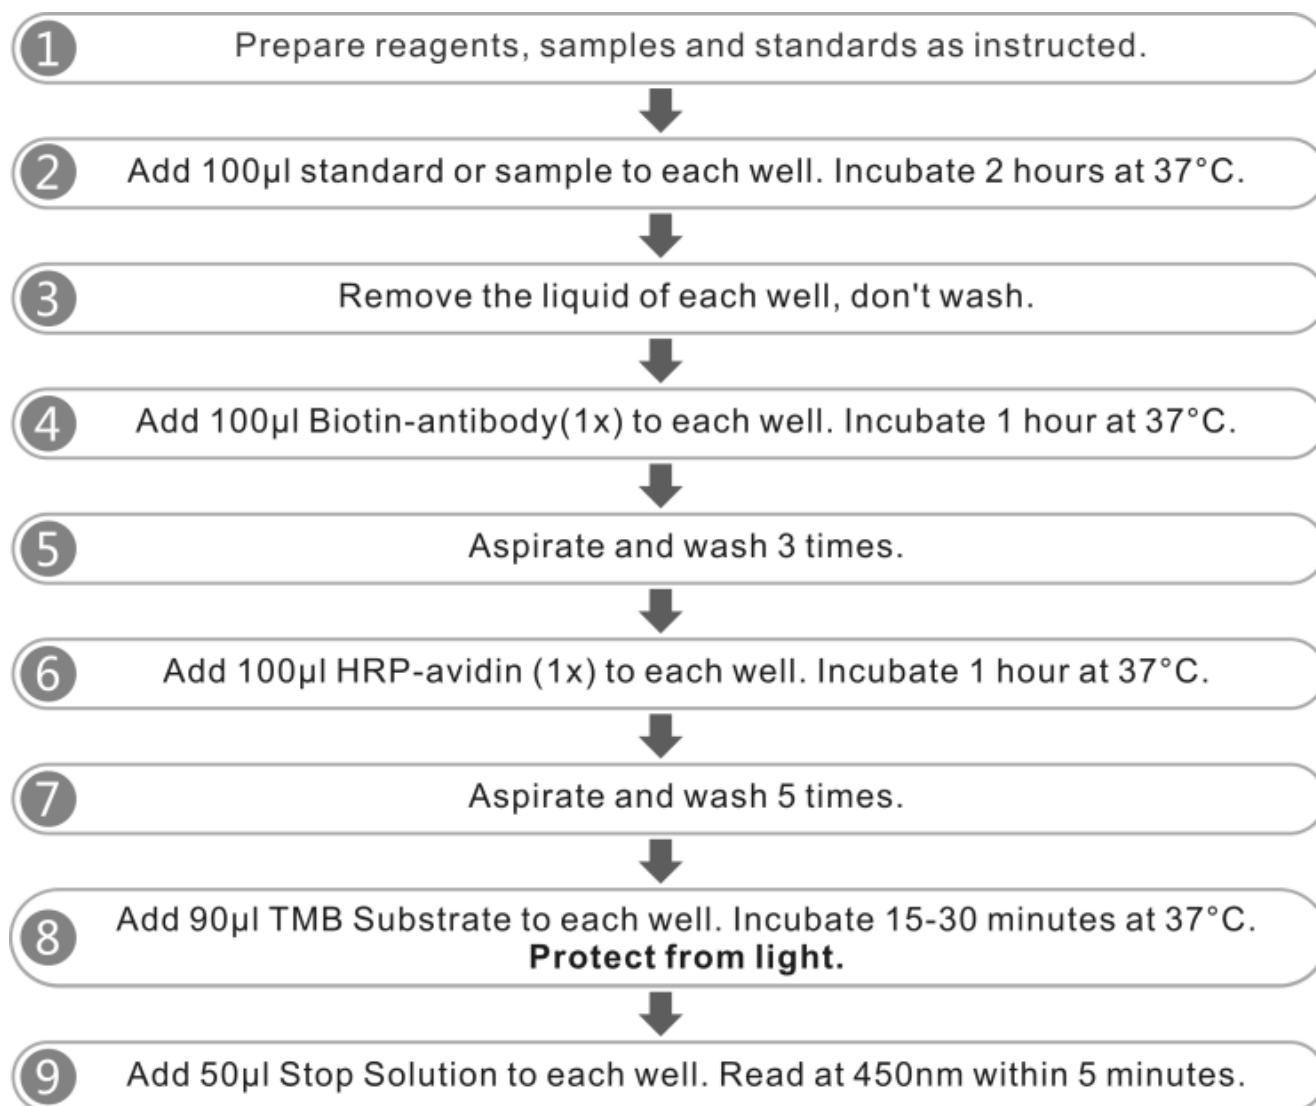 1 Prepare reagents, samples and standards as instructed.
2 Add 100µl standard or sample to each well. Incubate 2 hours at 37°C.
3 Remove the liquid of each well, don't wash.
4 Add 100µl Biotin-antibody(1x) to each well. Incubate 1 hour at 37°C.
5 Aspirate and wash 3 times.
6 Add 100µl HRP-avidin (1x) to each well. Incubate 1 hour at 37°C.
7 Aspirate and wash 5 times.
8 Add 90µl TMB Substrate to each well. Incubate 15-30 minutes at 37°C.
Protect from light.
9 Add 50µl Stop Solution to each well. Read at 450nm within 5 minutes.